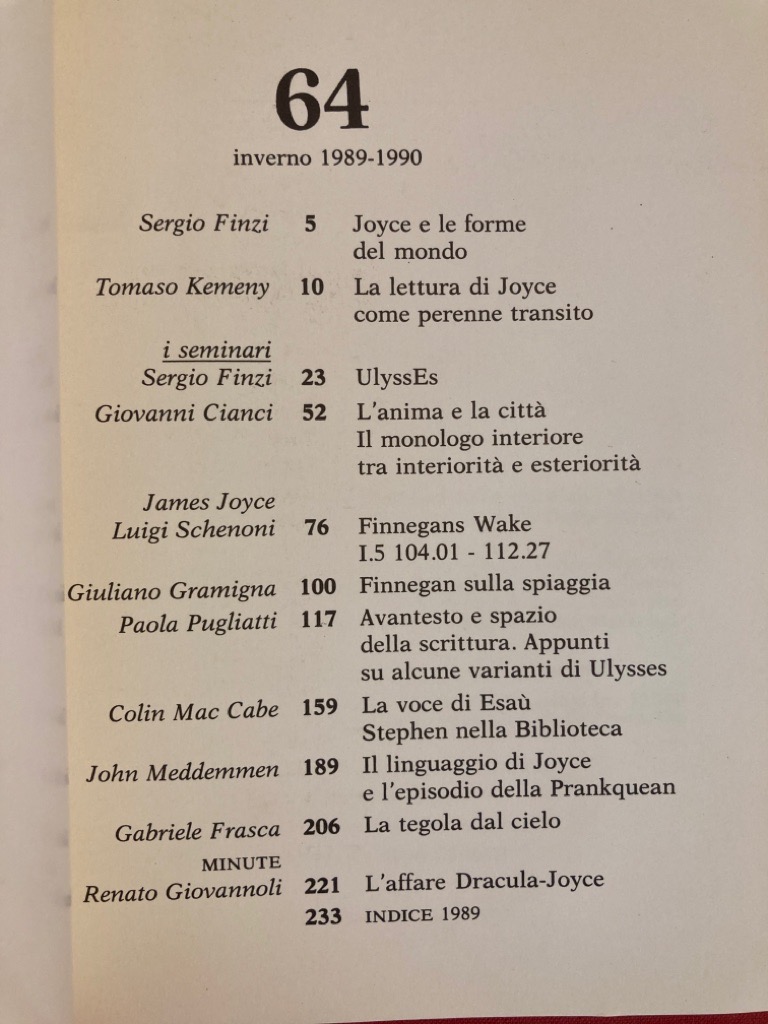 64
inverno 1989-1990
Sergio Finzi 5 Joyce e le forme
del mondo
Tomaso Kemeny 10 La lettura di Joyce
come perenne transito
i seminari
Sergio Finzi 23 UlyssEs
Giovanni Cianci 52 L'anima e la città
Il monologo interiore
tra interiorità e esteriorità
James Joyce
Luigi Schenoni 76 Finnegans Wake
I.5 104.01 - 112.27
Giuliano Gramigna 100 Finnegan sulla spiaggia
Paola Pugliatti 117 Avantesto e spazio
della scrittura. Appunti
su alcune varianti di Ulysses
Colin Mac Cabe 159 La voce di Esaù
Stephen nella Biblioteca
John Meddemmen 189 Il linguaggio di Joyce
e l'episodio della Prankquean
Gabriele Frasca 206 La tegola dal cielo
MINUTE
Renato Giovannoli 221 L'affare Dracula-Joyce
233 INDICE 1989